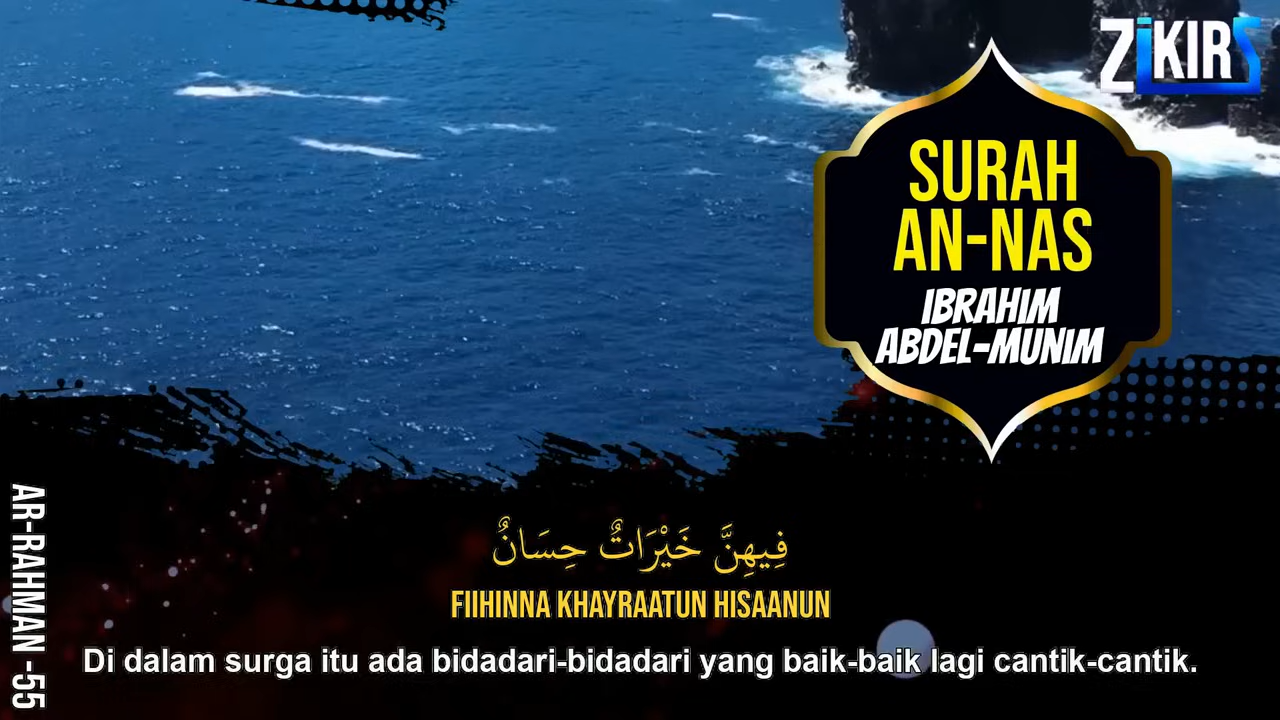 ZIKIRS
SURAH
AN-NAS
IBRAHIM
ABDEL-MUNIM
AR-RAHMAN - 55
فِيهِنَّ خَيْرَاتٌ حِسَانٌ
FIIHINNA KHAYRAATUN HISAANUN
Di dalam surga itu ada bidadari-bidadari yang baik-baik lagi cantik-cantik.